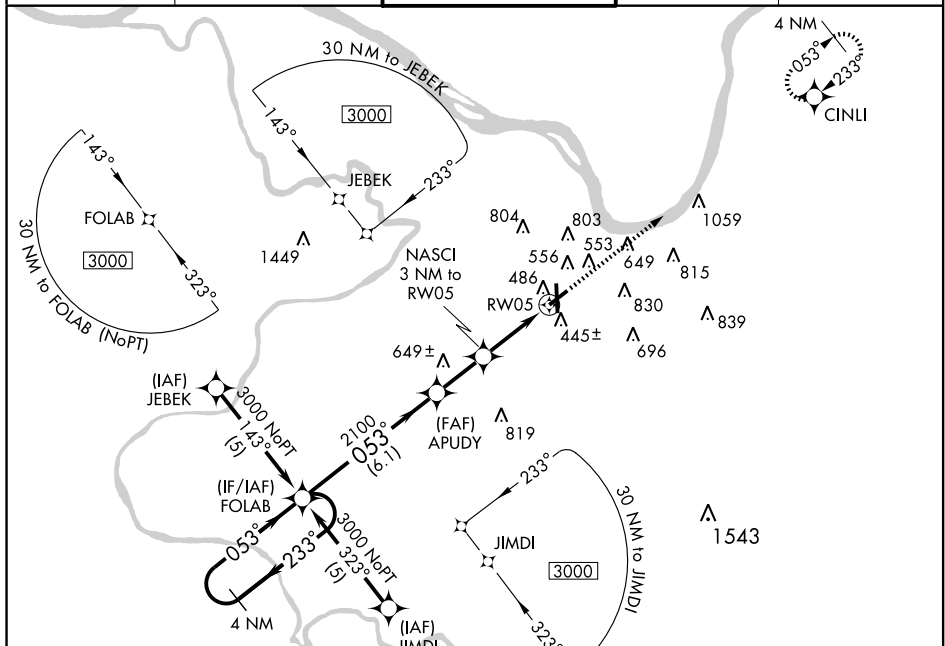 4 NM
053°
233°
CINLI
30 NM to JEBEK
3000
143°
233°
JEBEK
143°
FOLAB
3000
323°
30 NM to FOLAB (NoPT)
1449
804
803
1059
556
553
649
815
486
RW05
830
839
445±
696
NASCI
3 NM to
RW05
649±
(FAF)
APUDY
819
(IAF)
JEBEK
3000 NoPT
143°
(5)
2100
053°
(6.1)
(IF/IAF)
FOLAB
053°
233°
4 NM
3000 NoPT
323°
(5)
(IAF)
JIMDI
233°
JIMDI
3000
323°
30 NM to JIMDI
1543